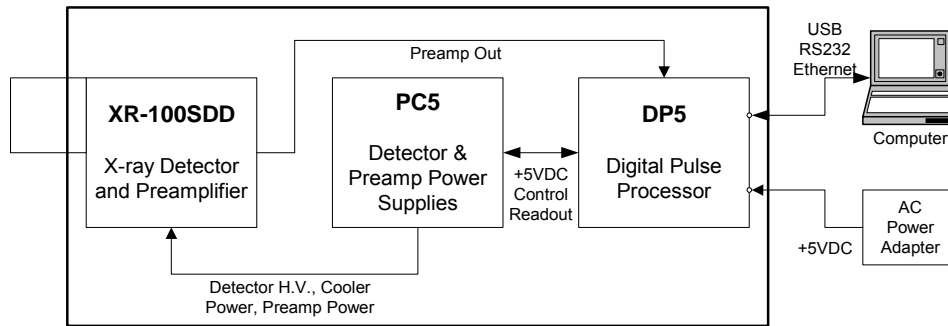 Preamp Out
XR-100SDD
X-ray Detector
and Preamplifier
PC5
Detector &
Preamp Power
Supplies
+5VDC
Control
Readout
DP5
Digital Pulse
Processor
Detector H.V., Cooler
Power, Preamp Power
USB
RS232
Ethernet
Computer
+5VDC
AC
Power
Adapter